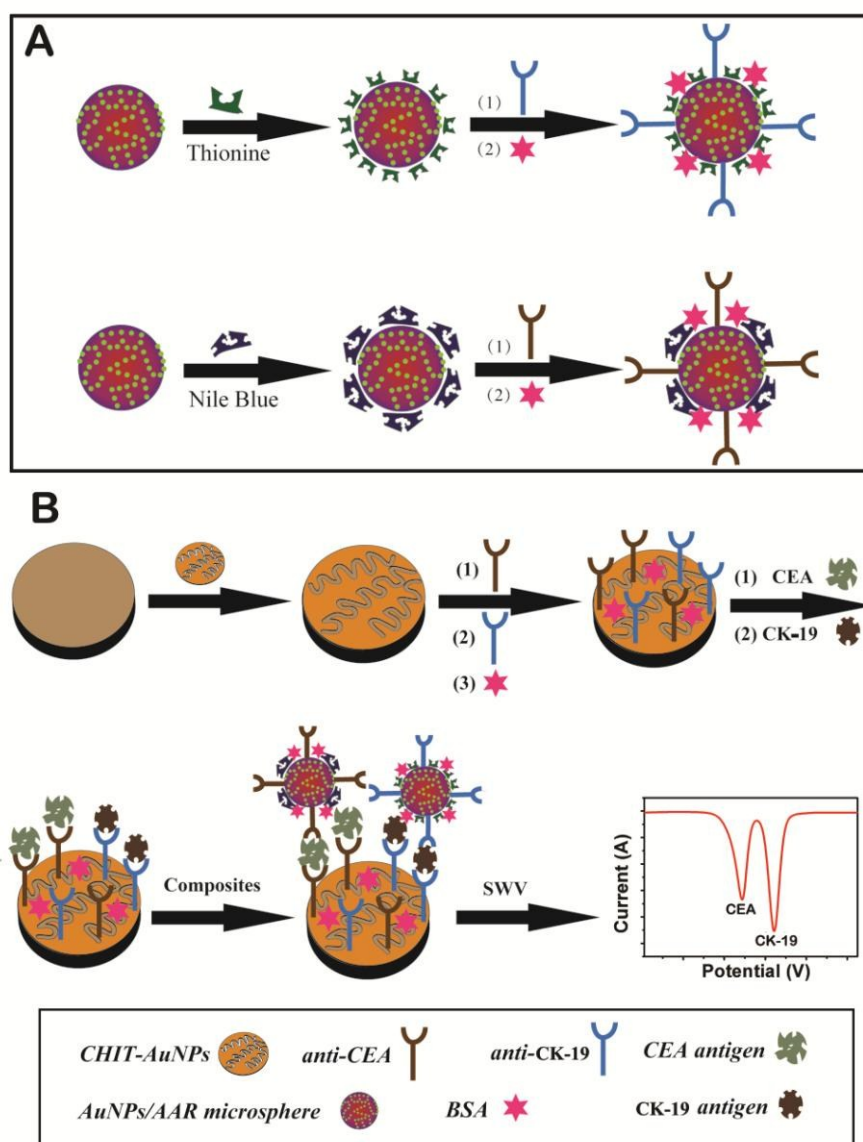 A
(1)
Thionine
(2)
(1)
Nile Blue
(2)
B
(1)
(1) CEA
(2)
(2) CK-19
(3)
Composites
SWV
Current (A)
CEA
CK-19
Potential (V)
CHIT-AuNPs anti-CEA anti-CK-19 CEA antigen
AuNPs/AAR microsphere BSA CK-19 antigen